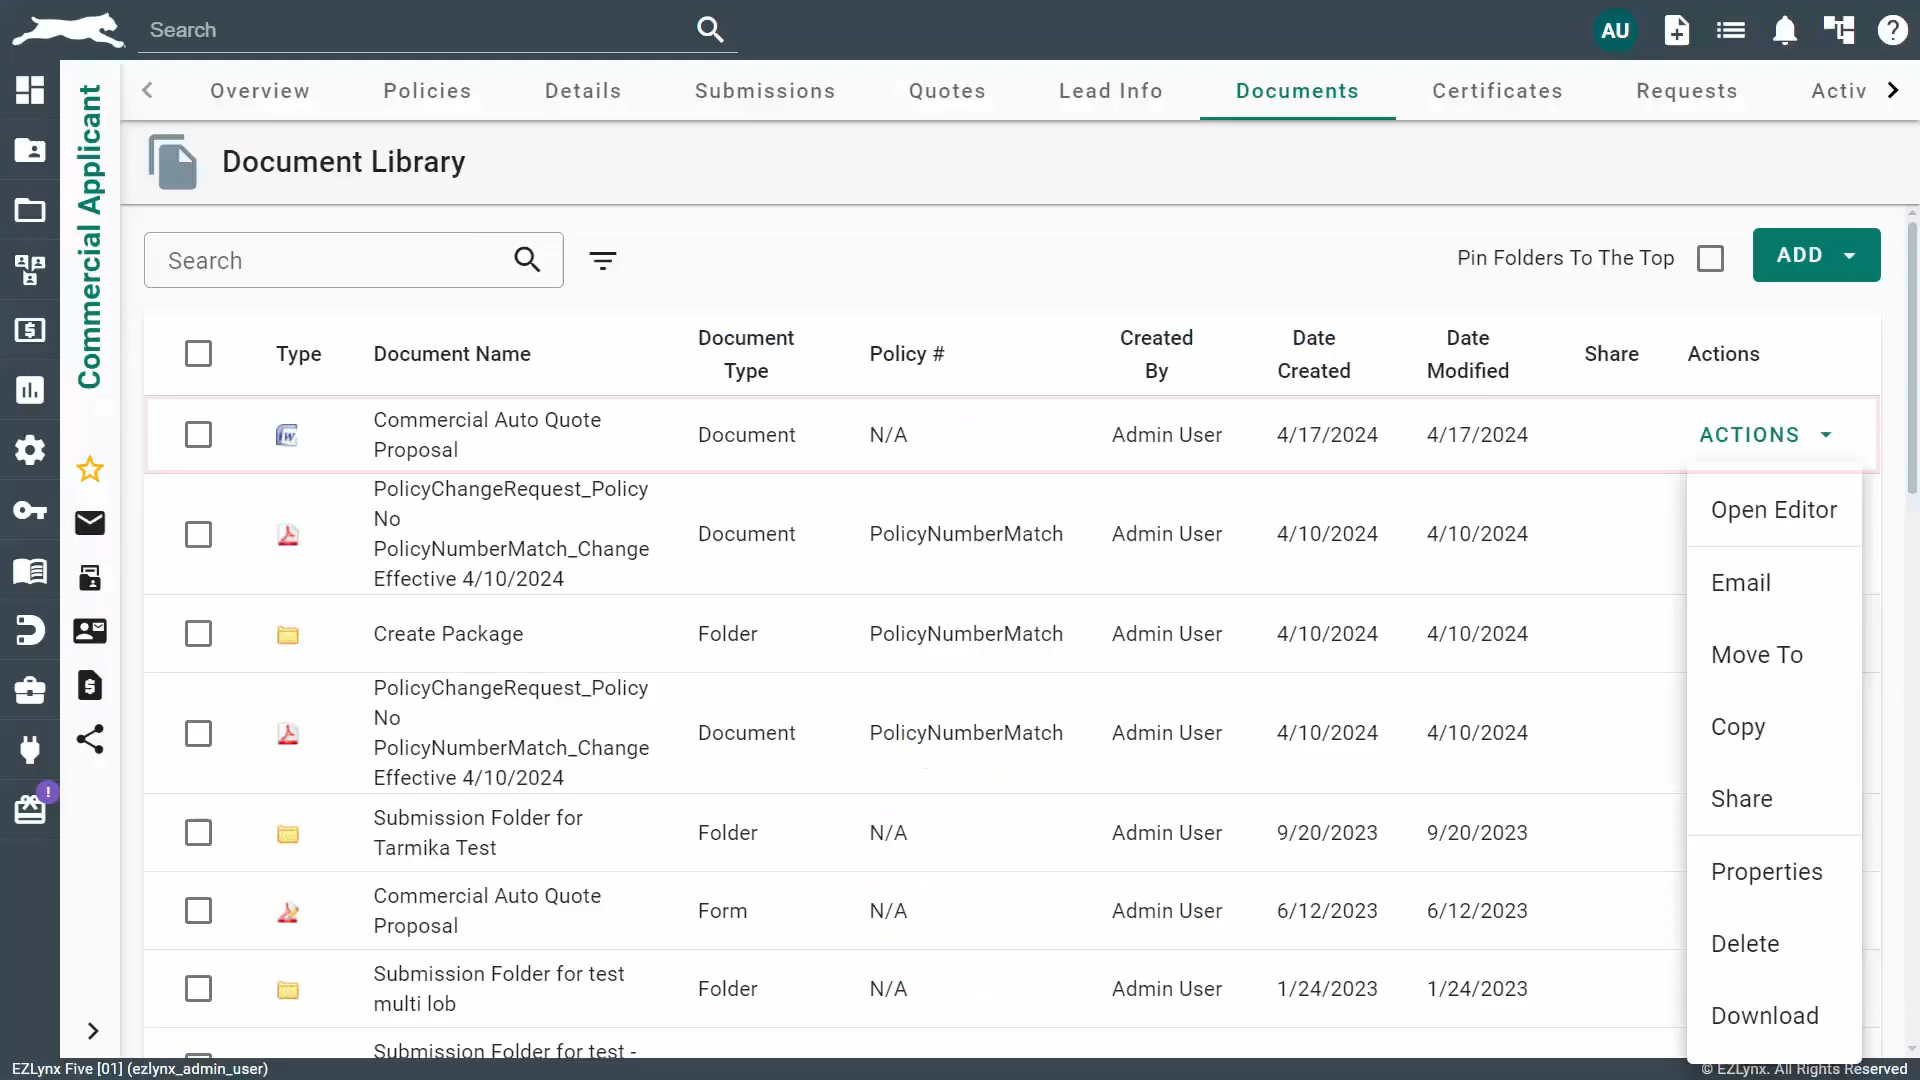 Search
AU
Overview
Policies
Details
Submissions
Quotes
Lead Info
Documents
Certificates
Requests
Activ
Commercial Applicant
Document Library
Search
Pin Folders To The Top
ADD
Type
Document Name
Document
Type
Policy #
Created
By
Date
Created
Date
Modified
Share
Actions
Commercial Auto Quote
Proposal
Document
N/A
Admin User
4/17/2024
4/17/2024
ACTIONS
PolicyChangeRequest_Policy
No
PolicyNumberMatch_Change
Effective 4/10/2024
Document
PolicyNumberMatch
Admin User
4/10/2024
4/10/2024
Create Package
Folder
PolicyNumberMatch
Admin User
4/10/2024
4/10/2024
PolicyChangeRequest_Policy
No
PolicyNumberMatch_Change
Effective 4/10/2024
Document
PolicyNumberMatch
Admin User
4/10/2024
4/10/2024
Submission Folder for
Tarmika Test
Folder
N/A
Admin User
9/20/2023
9/20/2023
Commercial Auto Quote
Proposal
Form
N/A
Admin User
6/12/2023
6/12/2023
Submission Folder for test
multi lob
Folder
N/A
Admin User
1/24/2023
1/24/2023
Submission Folder for test -
Open Editor
Email
Move To
Copy
Share
Properties
Delete
Download
EZLynx Five [01] (ezlynx_admin_user)
© EZLynx. All Rights Reserved